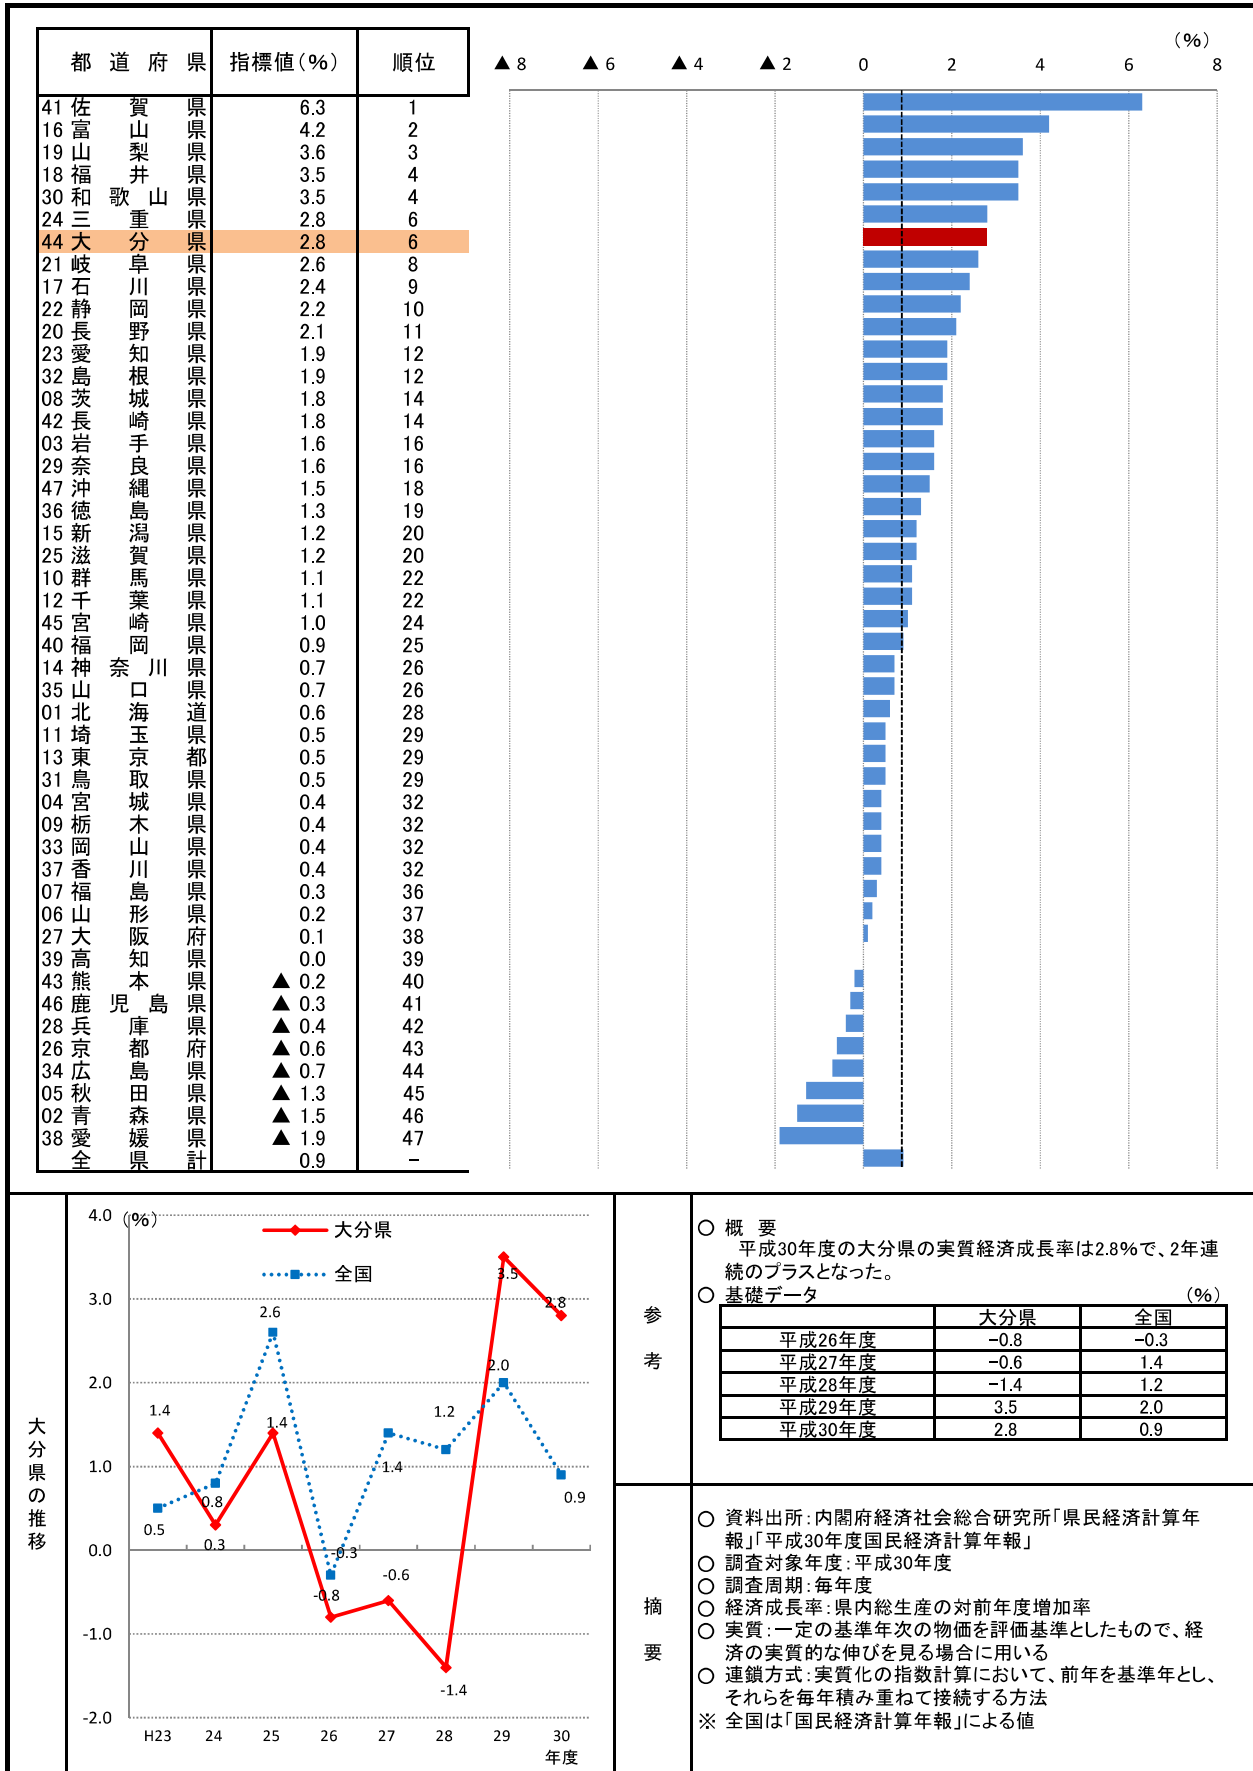 都道府県 指標値(%) 順位
(%)
▲ 8 ▲ 6 ▲ 4 ▲ 2 0 2 4 6 8
41 佐賀県 6.3 1
16 富山県 4.2 2
19 山梨県 3.6 3
18 福井県 3.5 4
30 和歌山県 3.5 4
24 三重県 2.8 6
44 大分県 2.8 6
21 岐阜県 2.6 8
17 石川県 2.4 9
22 静岡県 2.2 10
20 長野県 2.1 11
23 愛知県 1.9 12
32 島根県 1.9 12
08 茨城県 1.8 14
42 長崎県 1.8 14
03 岩手県 1.6 16
29 奈良県 1.6 16
47 沖縄県 1.5 18
36 徳島県 1.3 19
15 新潟県 1.2 20
25 滋賀県 1.2 20
10 群馬県 1.1 22
12 千葉県 1.1 22
45 宮崎県 1.0 24
40 福岡県 0.9 25
14 神奈川県 0.7 26
35 山口県 0.7 26
01 北海道 0.6 28
11 埼玉県 0.5 29
13 東京都 0.5 29
31 鳥取県 0.5 29
04 宮城県 0.4 32
09 栃木県 0.4 32
33 岡山県 0.4 32
37 香川県 0.4 32
07 福島県 0.3 36
06 山形県 0.2 37
27 大阪府 0.1 38
39 高知県 0.0 39
43 熊本県 ▲ 0.2 40
46 鹿児島県 ▲ 0.3 41
28 兵庫県 ▲ 0.4 42
26 京都府 ▲ 0.6 43
34 広島県 ▲ 0.7 44
05 秋田県 ▲ 1.3 45
02 青森県 ▲ 1.5 46
38 愛媛県 ▲ 1.9 47
全県計 0.9 −
大分県の推移
(%)
4.0
3.0
2.0
1.0
0.0
-1.0
-2.0
大分県
全国
1.4 0.3 1.4 -0.8 -0.6 -1.4 3.5 2.8
0.5 0.8 2.6 -0.3 1.4 1.2 2.0 0.9
H23 24 25 26 27 28 29 30
年度
参考
○ 概 要
平成30年度の大分県の実質経済成長率は2.8%で、2年連
続のプラスとなった。
○ 基礎データ (%)
大分県 全国
平成26年度 −0.8 −0.3
平成27年度 −0.6 1.4
平成28年度 −1.4 1.2
平成29年度 3.5 2.0
平成30年度 2.8 0.9
摘要
○ 資料出所:内閣府経済社会総合研究所「県民経済計算年
報」「平成30年度国民経済計算年報」
○ 調査対象年度:平成30年度
○ 調査周期:毎年度
○ 経済成長率:県内総生産の対前年度増加率
○ 実質:一定の基準年次の物価を評価基準としたもので、経
済の実質的な伸びを見る場合に用いる
○ 連鎖方式:実質化の指数計算において、前年を基準年とし、
それらを毎年積み重ねて接続する方法
※ 全国は「国民経済計算年報」による値